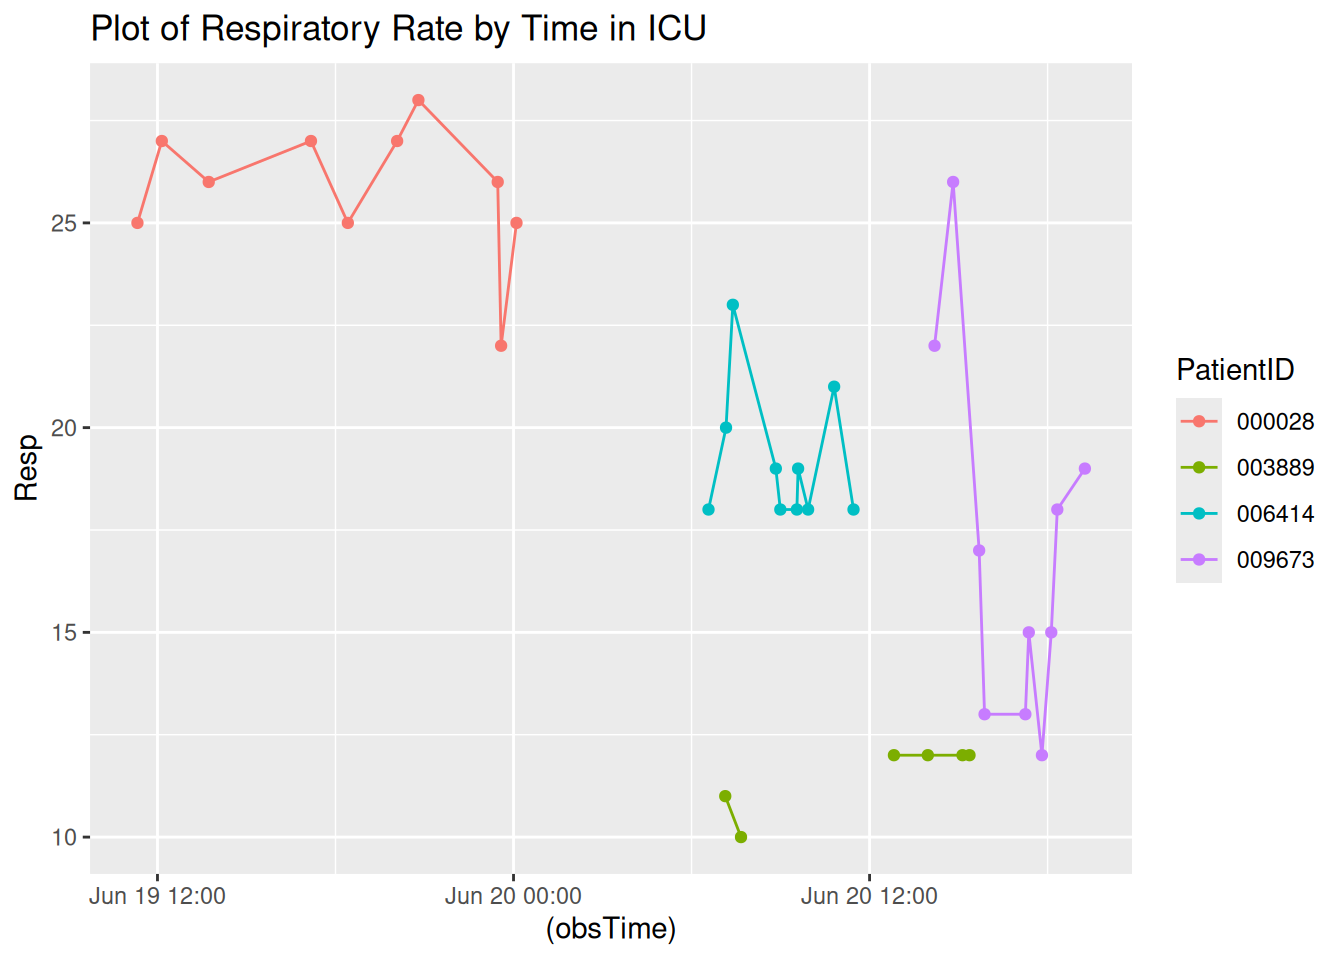 Plot of Respiratory Rate by Time in ICU
25
20
15
10
Resp
Jun 19 12:00
Jun 20 00:00
Jun 20 12:00
(obsTime)
PatientID
000028
003889
006414
009673